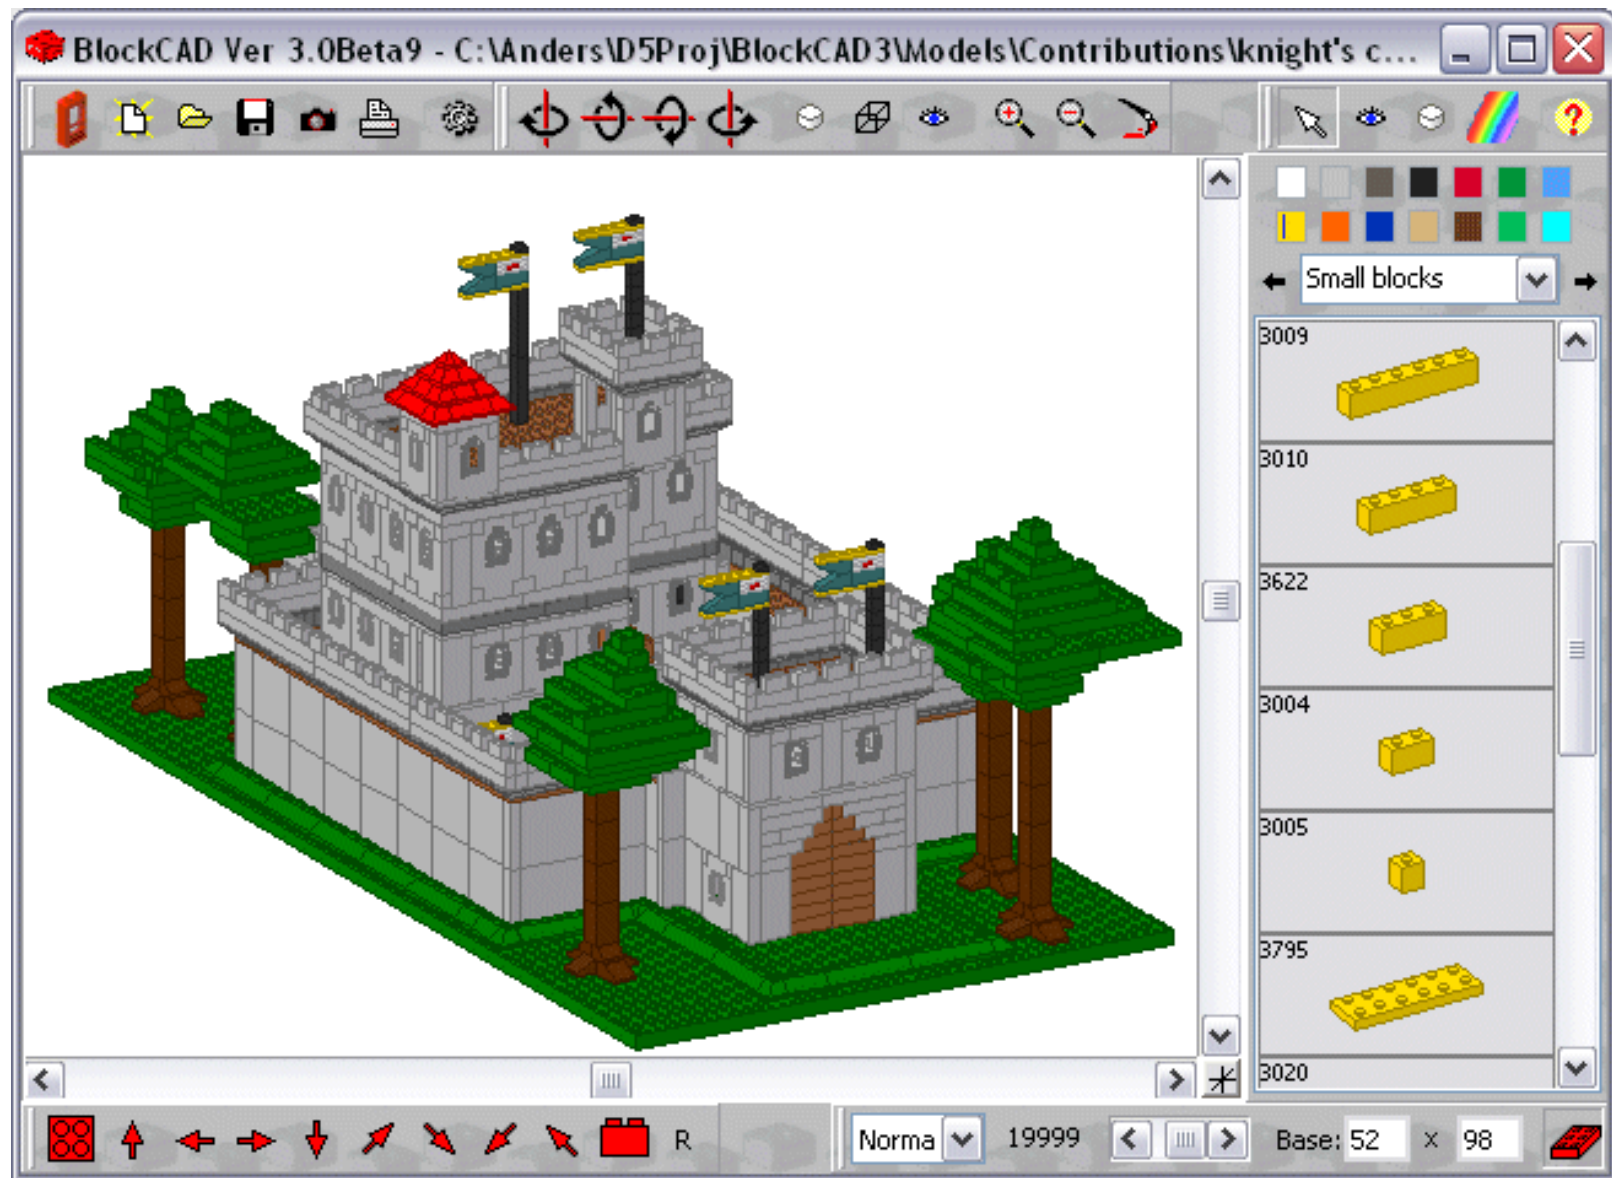 BlockCAD Ver 3.0Beta9 - C:\Anders\D5Proj\BlockCAD3\Models\Contributions\knight's c...
Small blocks
3009
3010
3622
3004
3005
3795
3020
R
Norma
19999
Base: 52 x 98